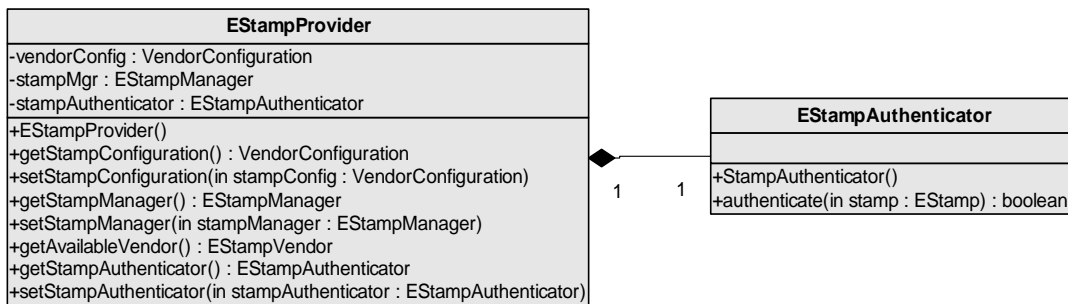 EStampProvider
-vendorConfig : VendorConfiguration
-stampMgr : EStampManager
-stampAuthenticator : EStampAuthenticator
+EStampProvider()
+getStampConfiguration() : VendorConfiguration
+setStampConfiguration(in stampConfig : VendorConfiguration)
+getStampManager() : EStampManager
+setStampManager(in stampManager : EStampManager)
+getAvailableVendor() : EStampVendor
+getStampAuthenticator() : EStampAuthenticator
+setStampAuthenticator(in stampAuthenticator : EStampAuthenticator)
1
1
EStampAuthenticator
+StampAuthenticator()
+authenticate(in stamp : EStamp) : boolean